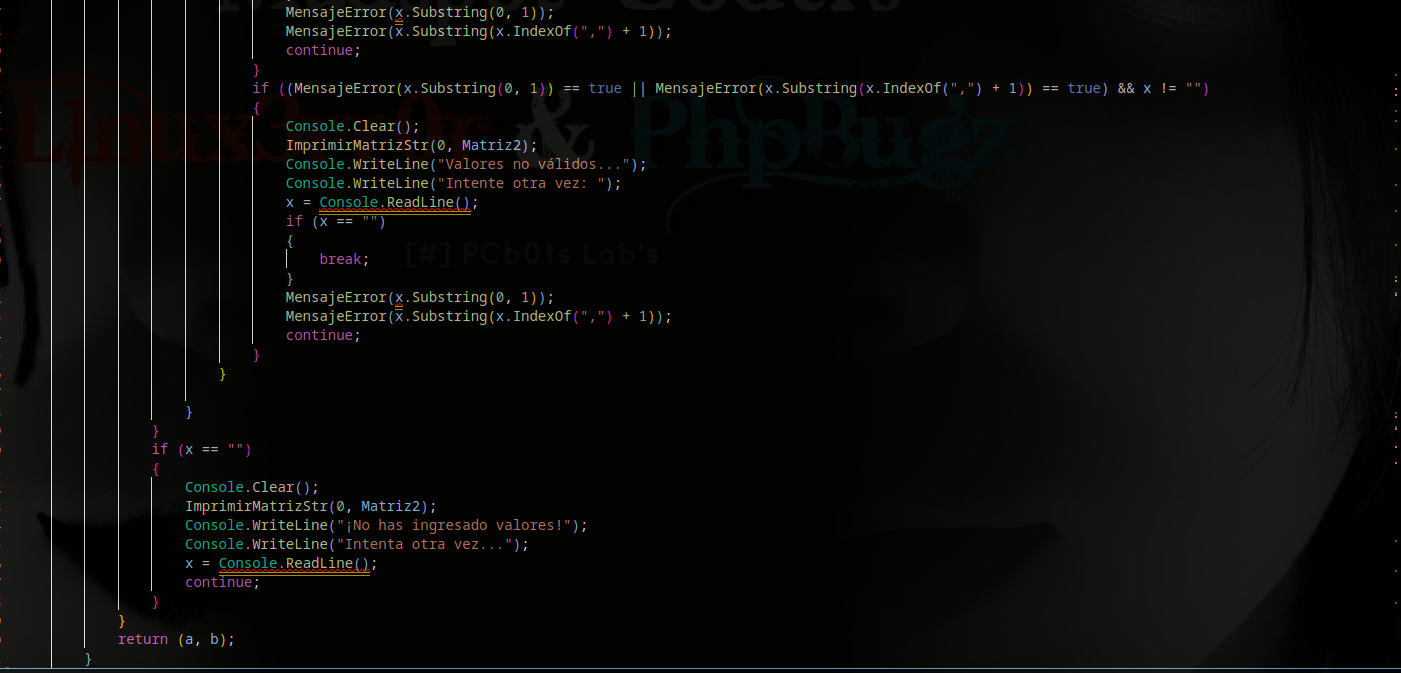 Coders
MensajeError(x.Substring(0, 1));
MensajeError(x.Substring(x.IndexOf(",") + 1));
continue;
}
if ((MensajeError(x.Substring(0, 1)) == true || MensajeError(x.Substring(x.IndexOf(",") + 1)) == true) && x != "")
{
& PhpBugz
Console.Clear();
ImprimirMatrizStr(0, Matriz2);
Console.WriteLine("Valores no válidos...");
Console.WriteLine("Intente otra vez: ");
x = Console.ReadLine();
if (x == "")
{
[#] PCb0ts Lab's
break;
}
MensajeError(x.Substring(0, 1));
MensajeError(x.Substring(x.IndexOf(",") + 1));
continue;
}
}
}
}
if (x == "")
{
Console.Clear();
ImprimirMatrizStr(0, Matriz2);
Console.WriteLine("¡No has ingresado valores!");
Console.WriteLine("Intenta otra vez...");
x = Console.ReadLine();
continue;
}
}
return (a, b);
}